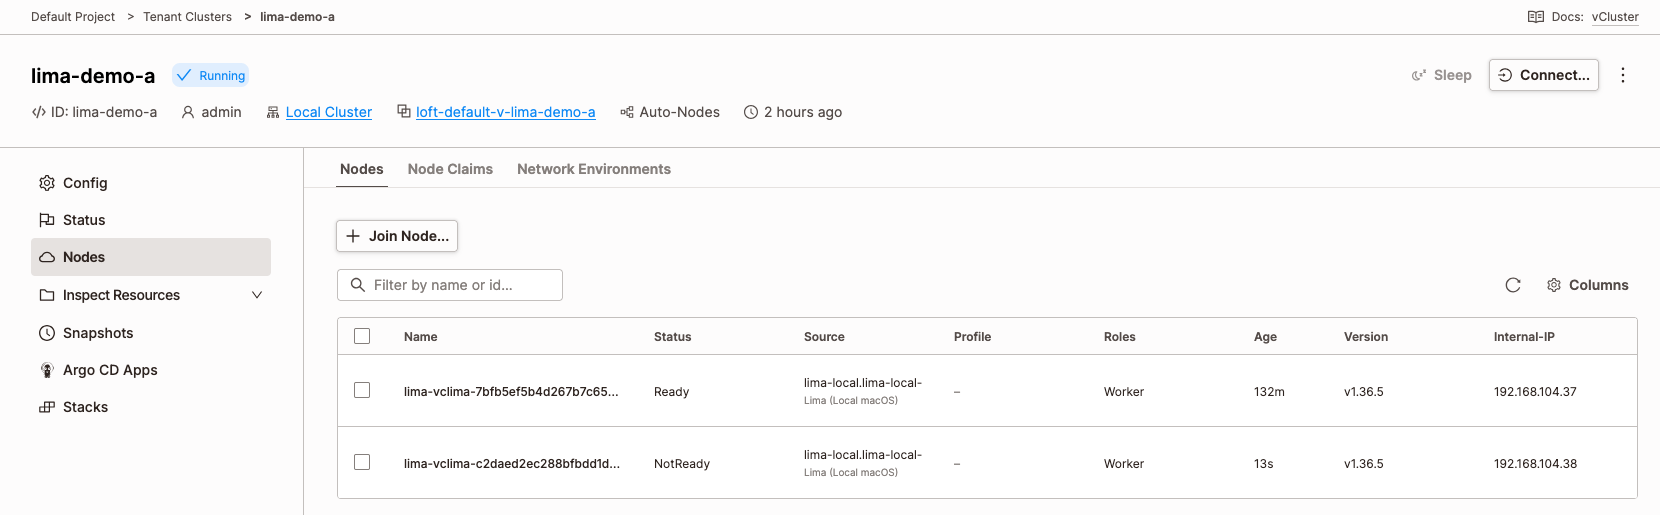 Default Project > Tenant Clusters > lima-demo-a
Docs: vCluster
lima-demo-a
Running
Sleep
Connect...
ID: lima-demo-a
admin
Local Cluster
loft-default-v-lima-demo-a
Auto-Nodes
2 hours ago
Config
Status
Nodes
Inspect Resources
Snapshots
Argo CD Apps
Stacks
Nodes
Node Claims
Network Environments
Join Node...
Filter by name or id...
Columns
Name Status Source Profile Roles Age Version Internal-IP
lima-vclima-7bfb5ef5b4d267b7c65... Ready lima-local.lima-local- – Worker 132m v1.36.5 192.168.104.37
Lima (Local macOS)
lima-vclima-c2daed2ec288bfbdd1d... NotReady lima-local.lima-local- – Worker 13s v1.36.5 192.168.104.38
Lima (Local macOS)